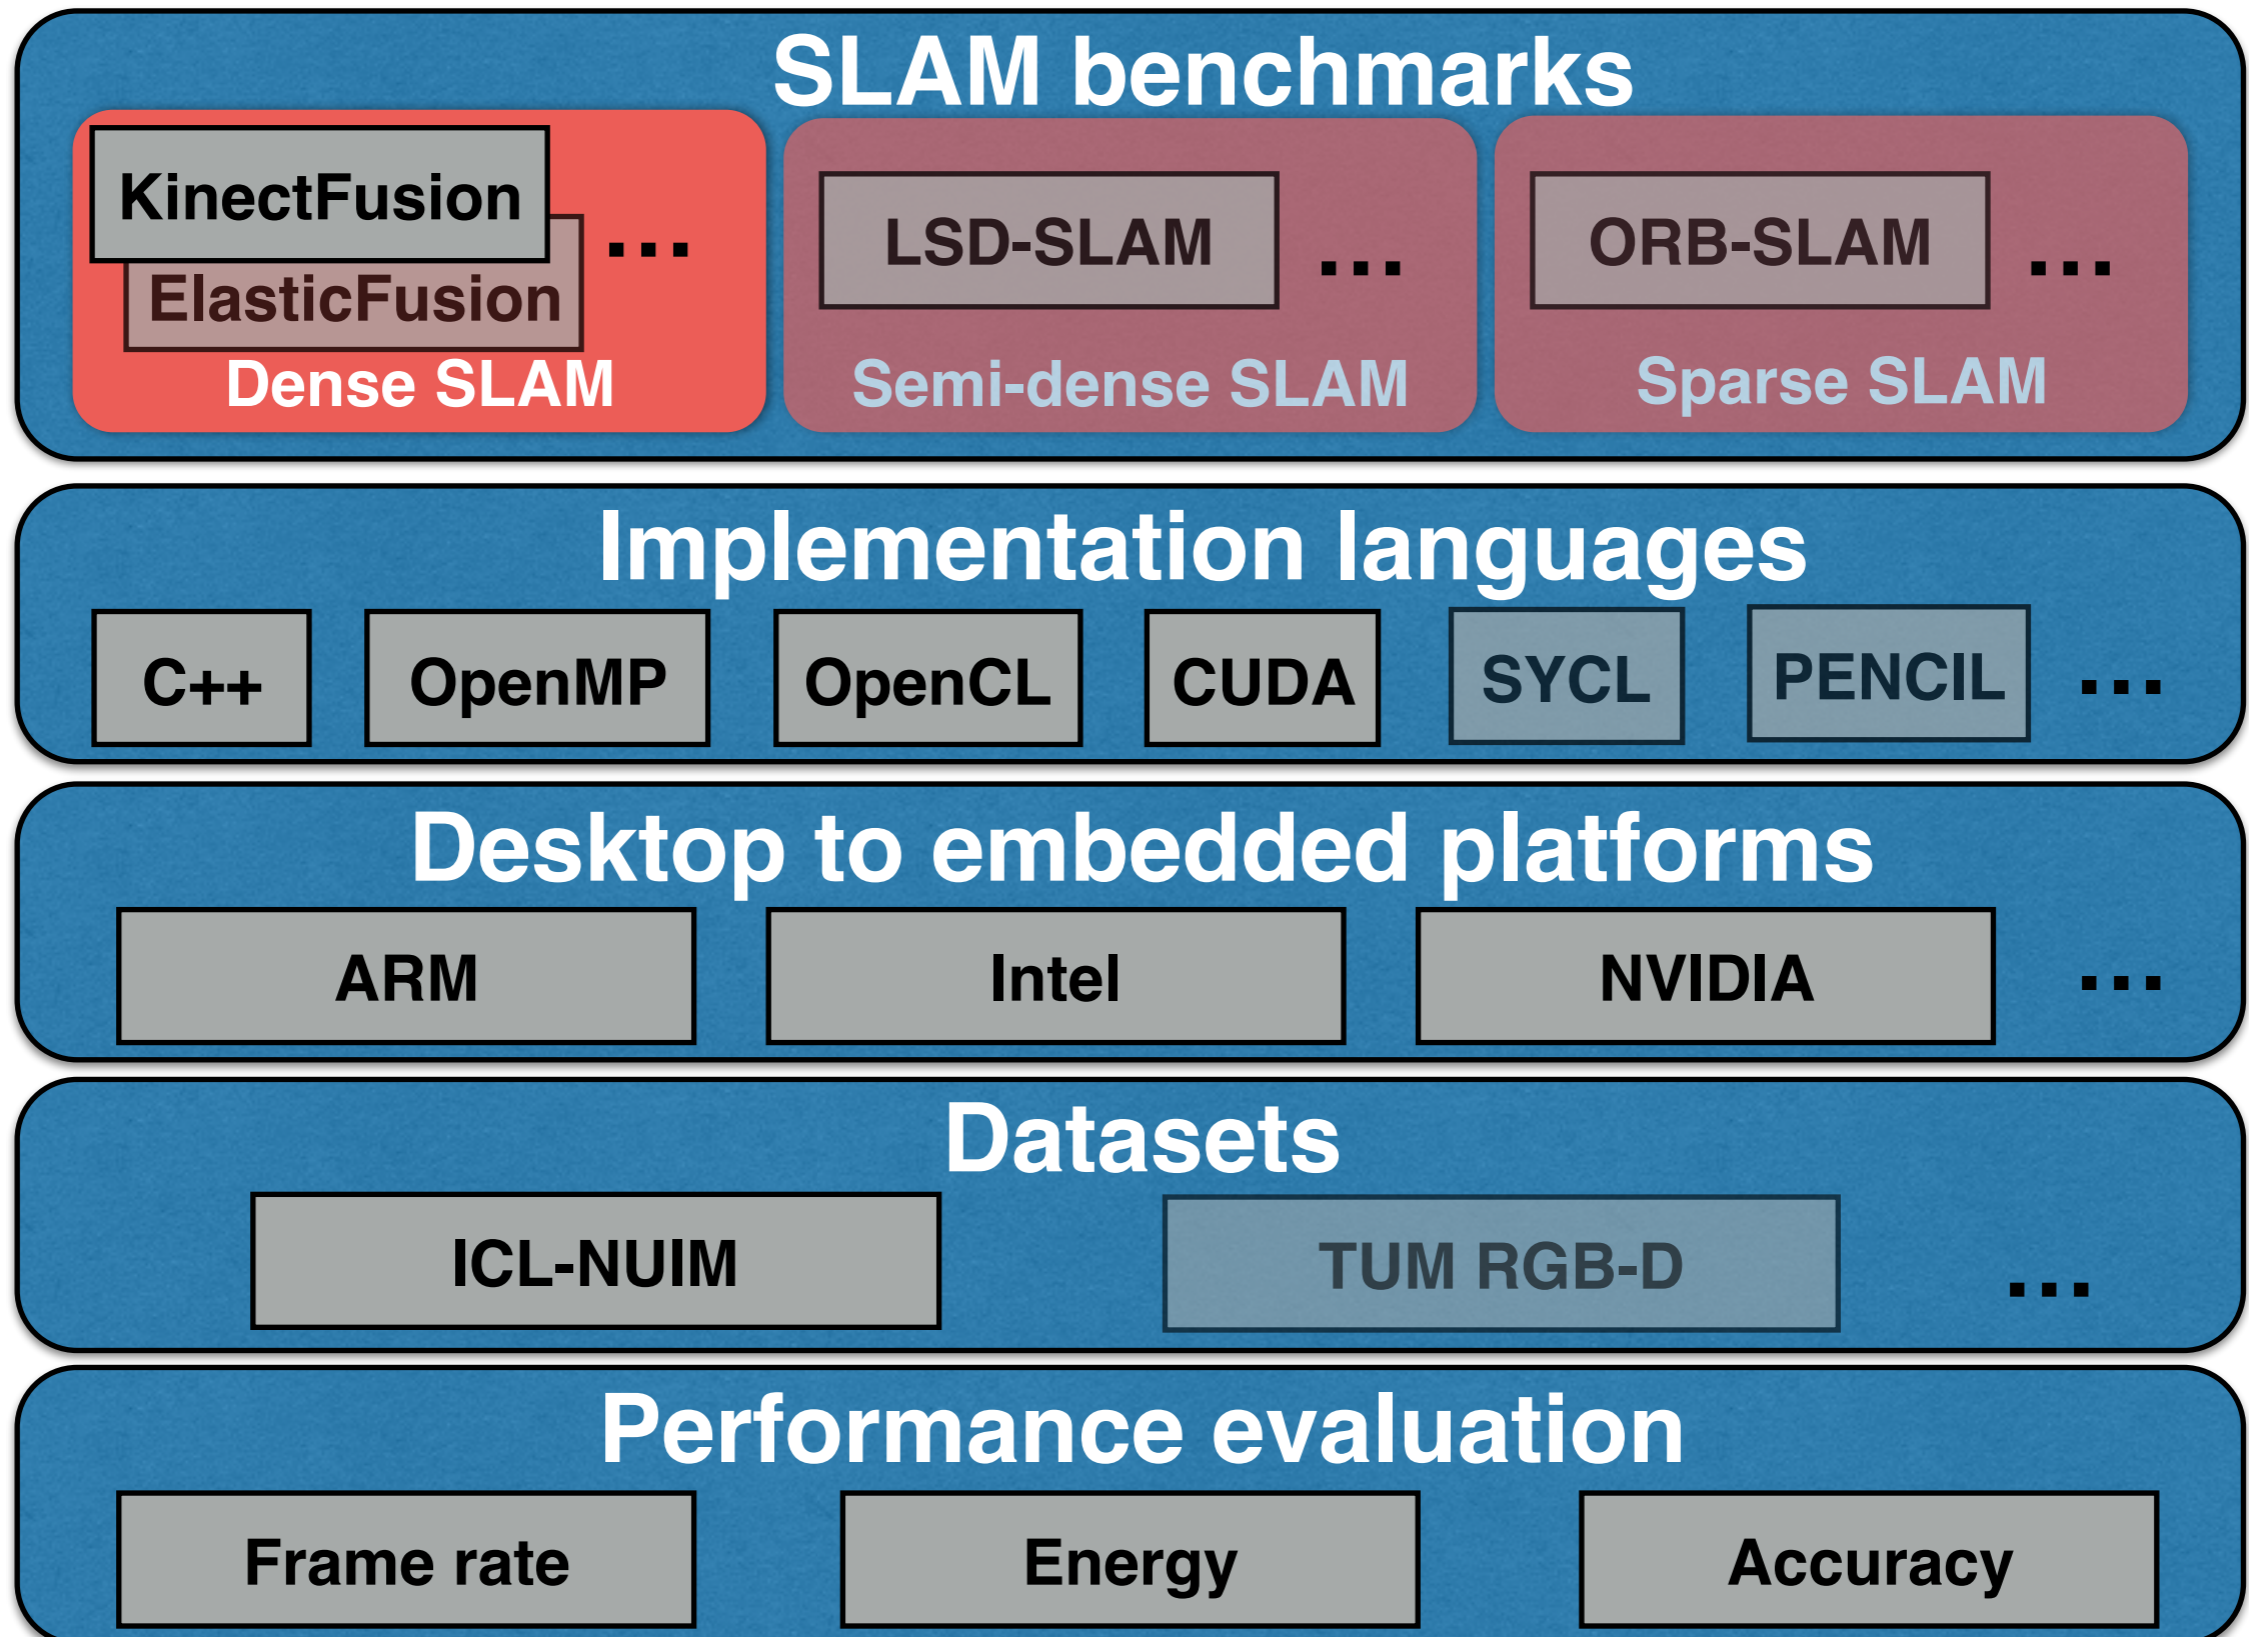 SLAM benchmarks
KinectFusion
ElasticFusion
...
Dense SLAM
LSD-SLAM
...
Semi-dense SLAM
ORB-SLAM
...
Sparse SLAM
Implementation languages
C++ OpenMP OpenCL CUDA SYCL PENCIL ...
Desktop to embedded platforms
ARM Intel NVIDIA ...
Datasets
ICL-NUIM TUM RGB-D ...
Performance evaluation
Frame rate Energy Accuracy